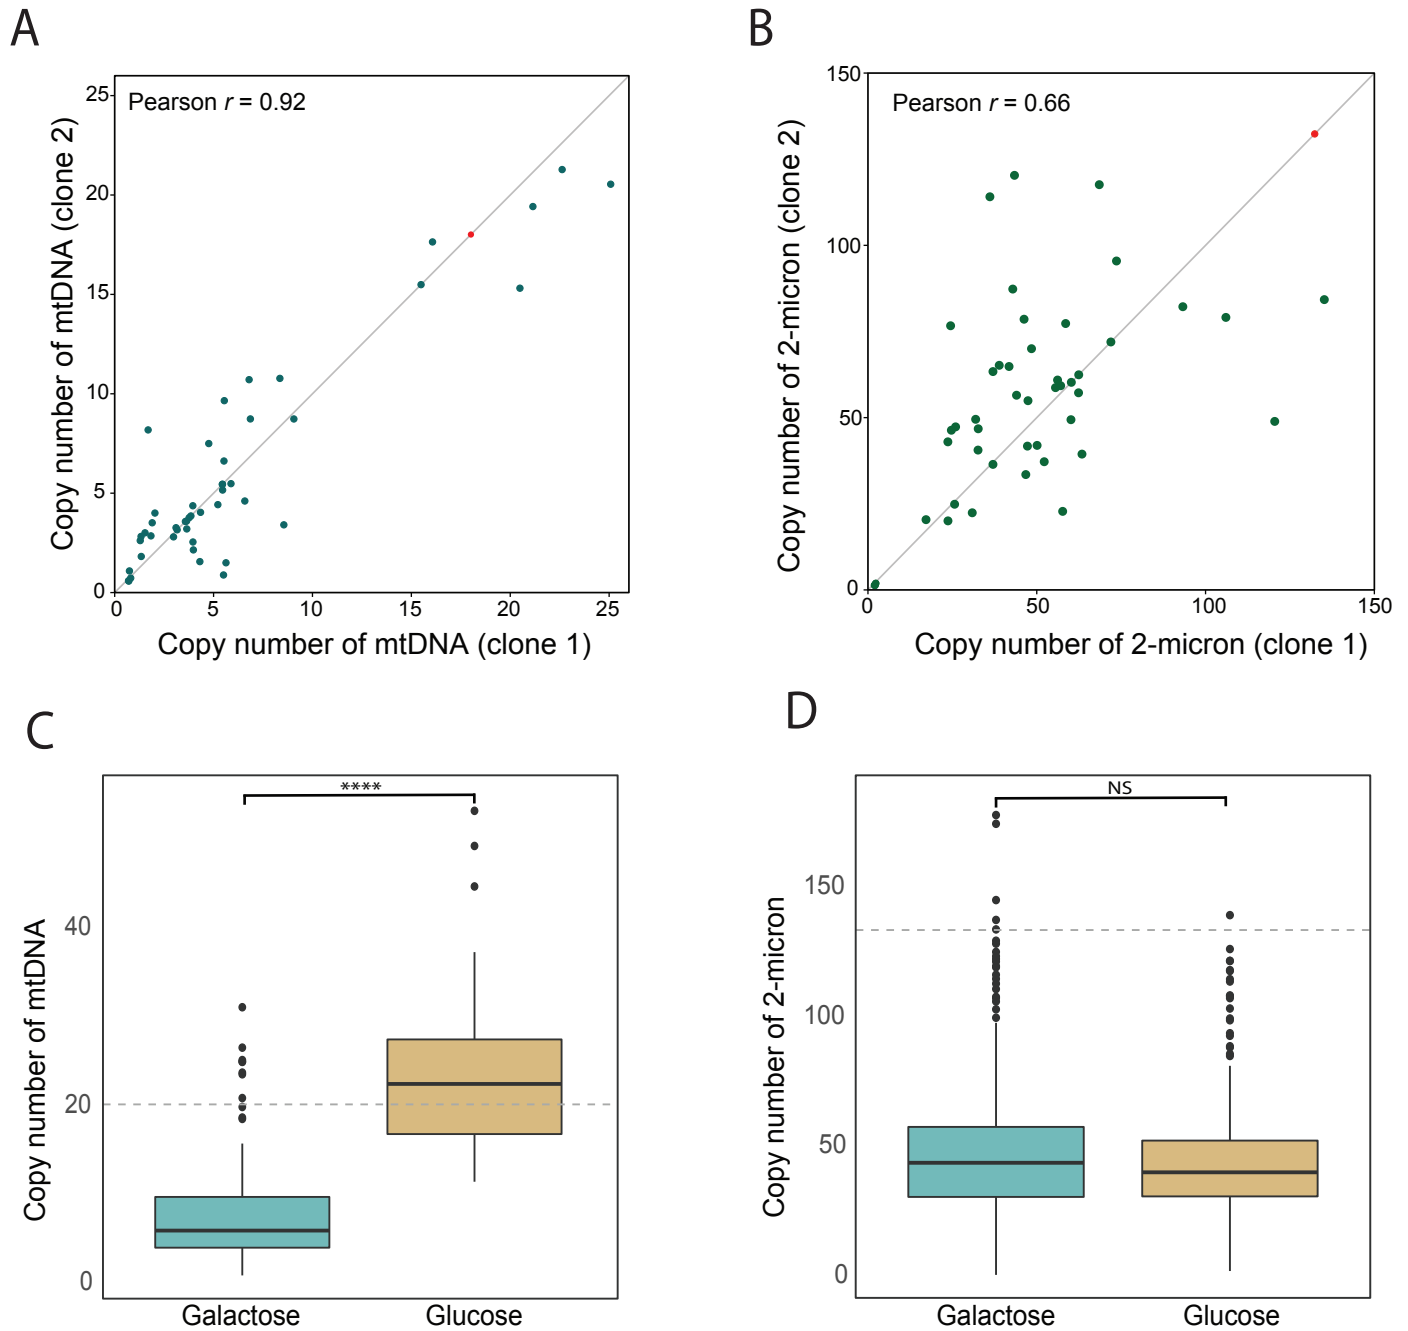 A
Pearson r = 0.92
Copy number of mtDNA (clone 2)
25
20
15
10
5
0
0 5 10 15 20 25
Copy number of mtDNA (clone 1)
B
Pearson r = 0.66
Copy number of 2-micron (clone 2)
150
100
50
0
0 50 100 150
Copy number of 2-micron (clone 1)
C
****
Copy number of mtDNA
40
20
0
Galactose Glucose
D
NS
Copy number of 2-micron
150
100
50
0
Galactose Glucose